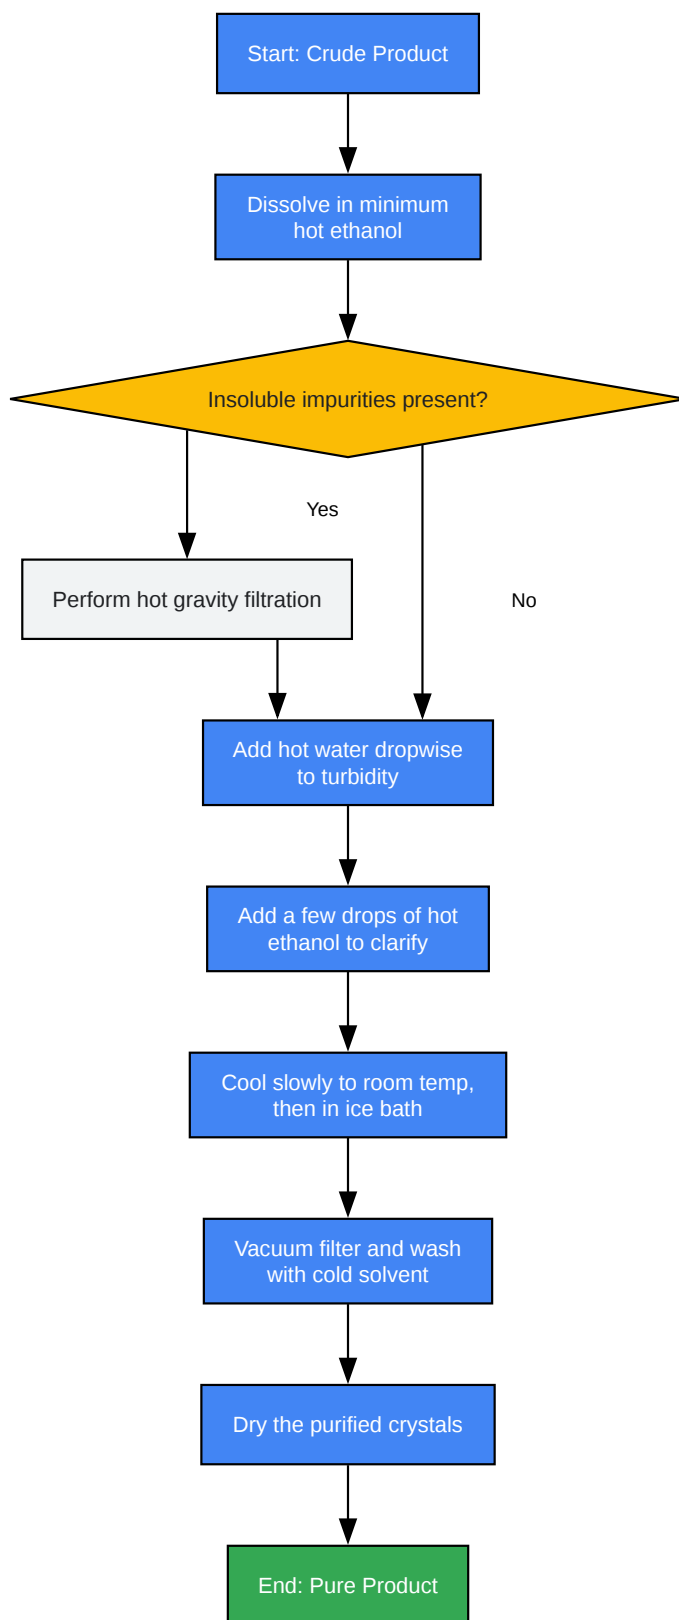 Start: Crude Product
Dissolve in minimum
hot ethanol
Insoluble impurities present?
Yes
Perform hot gravity filtration
No
Add hot water dropwise
to turbidity
Add a few drops of hot
ethanol to clarify
Cool slowly to room temp,
then in ice bath
Vacuum filter and wash
with cold solvent
Dry the purified crystals
End: Pure Product